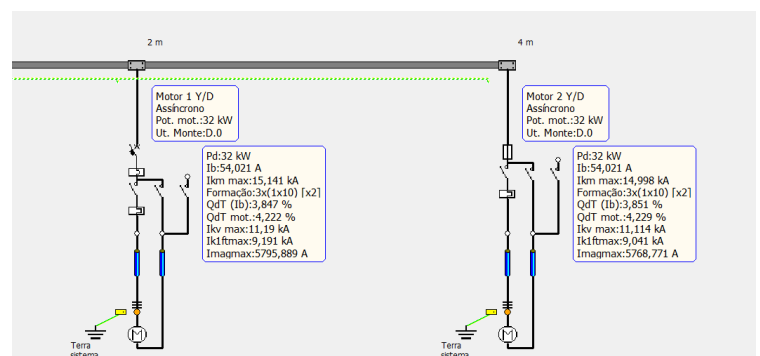 2 m
4 m
Motor 1 Y/D
Assíncrono
Pot. mot.:32 kW
Ut. Monte:D.0
Motor 2 Y/D
Assíncrono
Pot. mot.:32 kW
Ut. Monte:D.0
Pd:32 kW
Ib:54,021 A
Ikm max:15,141 kA
Formação:3x(1x10) [x2]
QdT (Ib):3,847 %
QdT mot.:4,222 %
Ikv max:11,19 kA
Ik1ftmax:9,191 kA
Imagmax:5795,889 A
Pd:32 kW
Ib:54,021 A
Ikm max:14,998 kA
Formação:3x(1x10) [x2]
QdT (Ib):3,851 %
QdT mot.:4,229 %
Ikv max:11,114 kA
Ik1ftmax:9,041 kA
Imagmax:5768,771 A
M
Terra
sistema
M
Terra
sistema